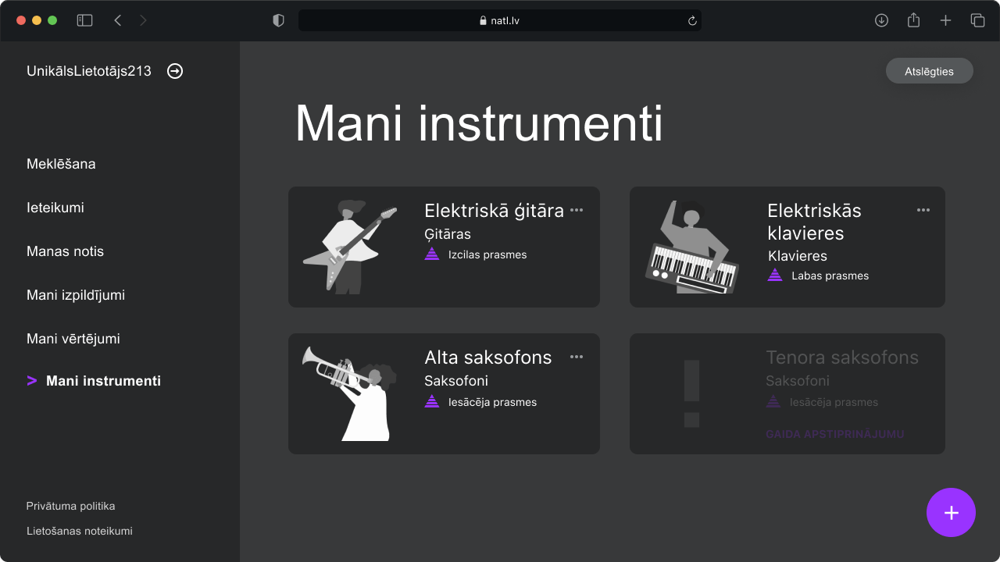 natl.lv
UnikālsLietotājs213
Atslēgties
Mani instrumenti
Meklēšana
Ieteikumi
Manas notis
Mani izpildījumi
Mani vērtējumi
> Mani instrumenti
Elektriskā ģitāra
Ģitāras
Izcilas prasmes
Elektriskās
klavieres
Klavieres
Labas prasmes
Alta saksofons
Saksofoni
Iesācēja prasmes
Tenora saksofons
Saksofoni
Iesācēja prasmes
GAIDA APSTIPRINĀJUMU
Privātuma politika
Lietošanas noteikumi